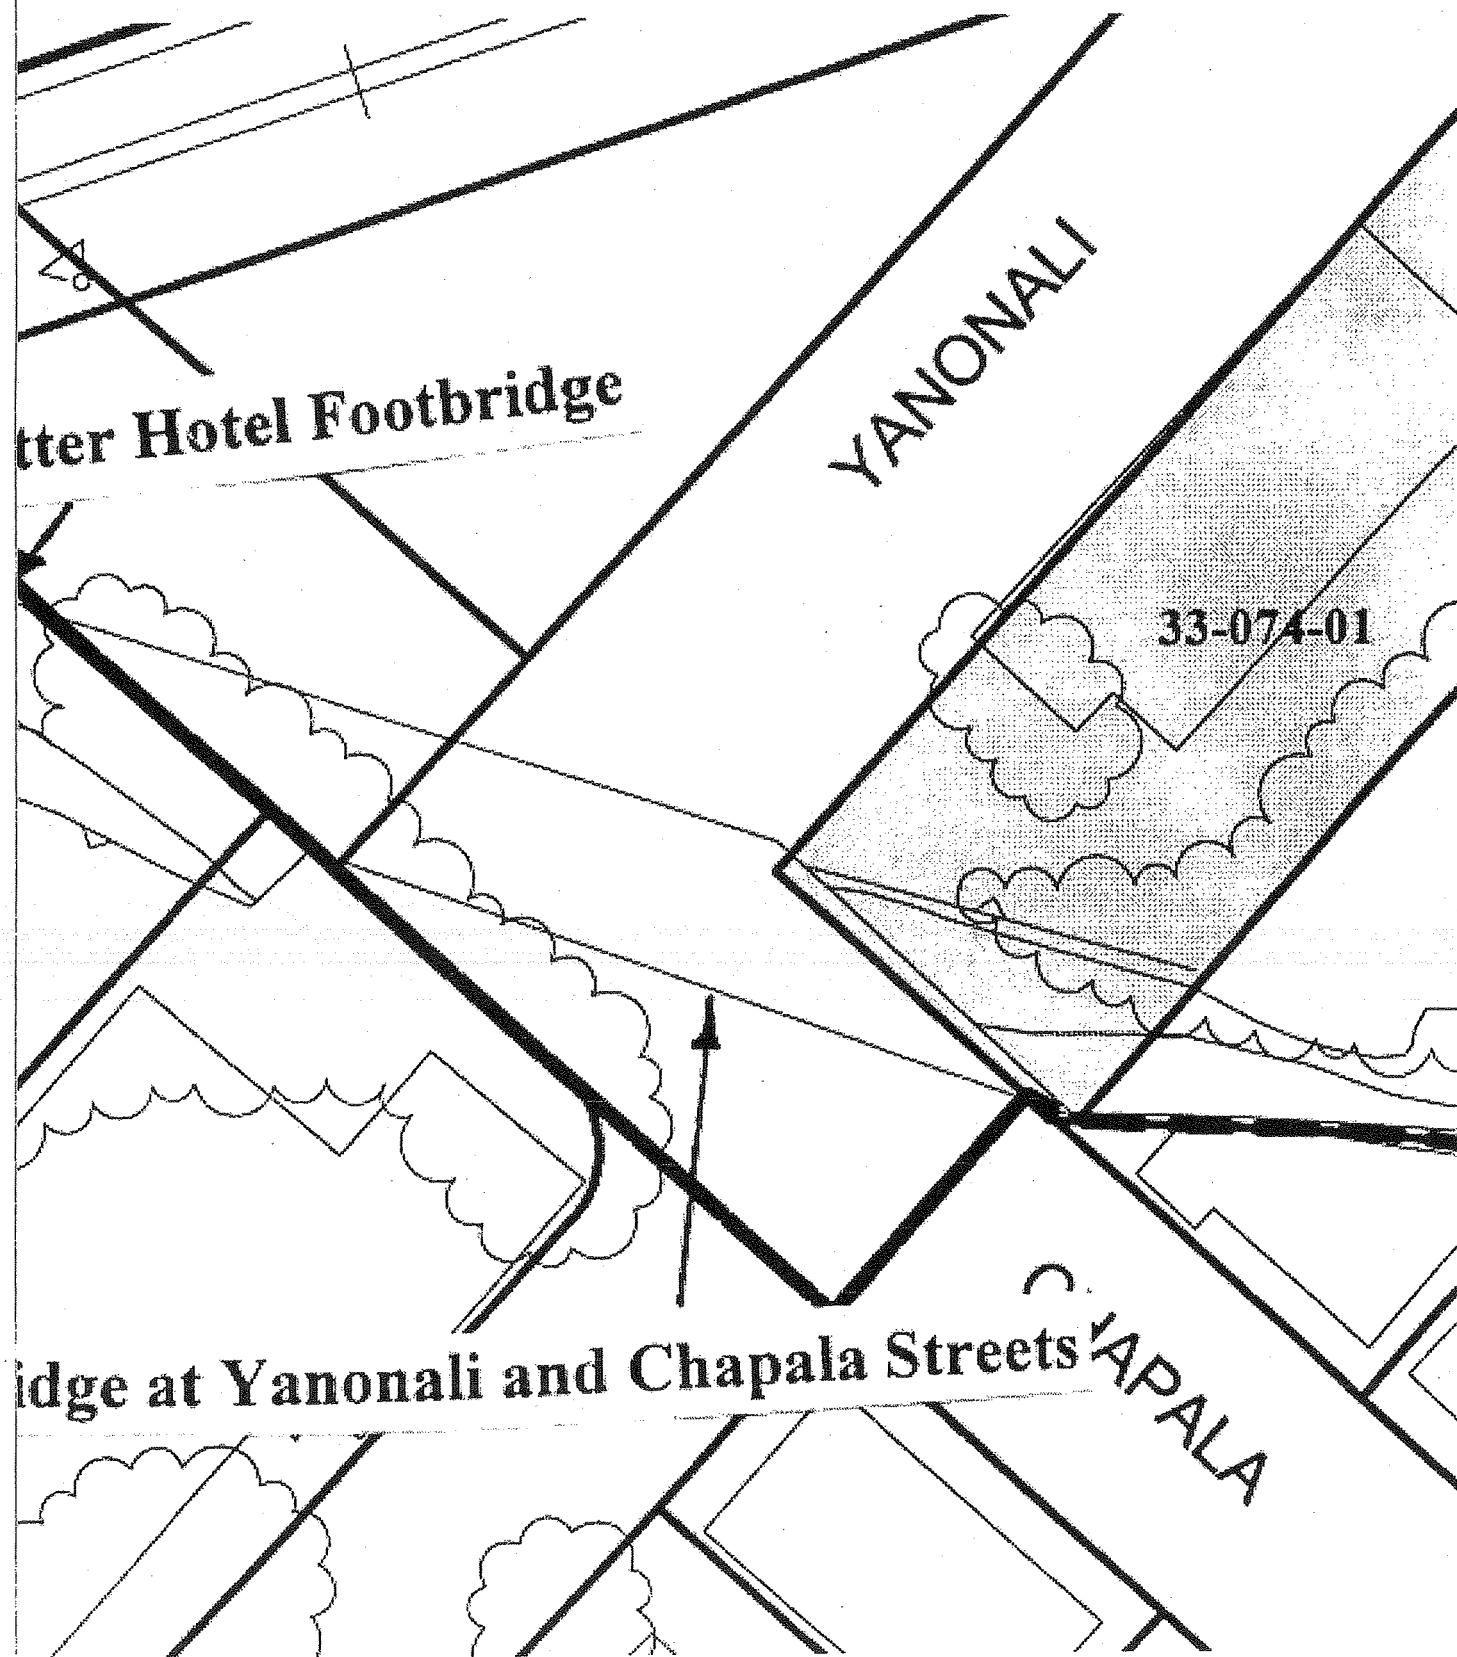 YANONALI
tter Hotel Footbridge
33-074-01
idge at Yanonali and Chapala Streets
CHAPALA